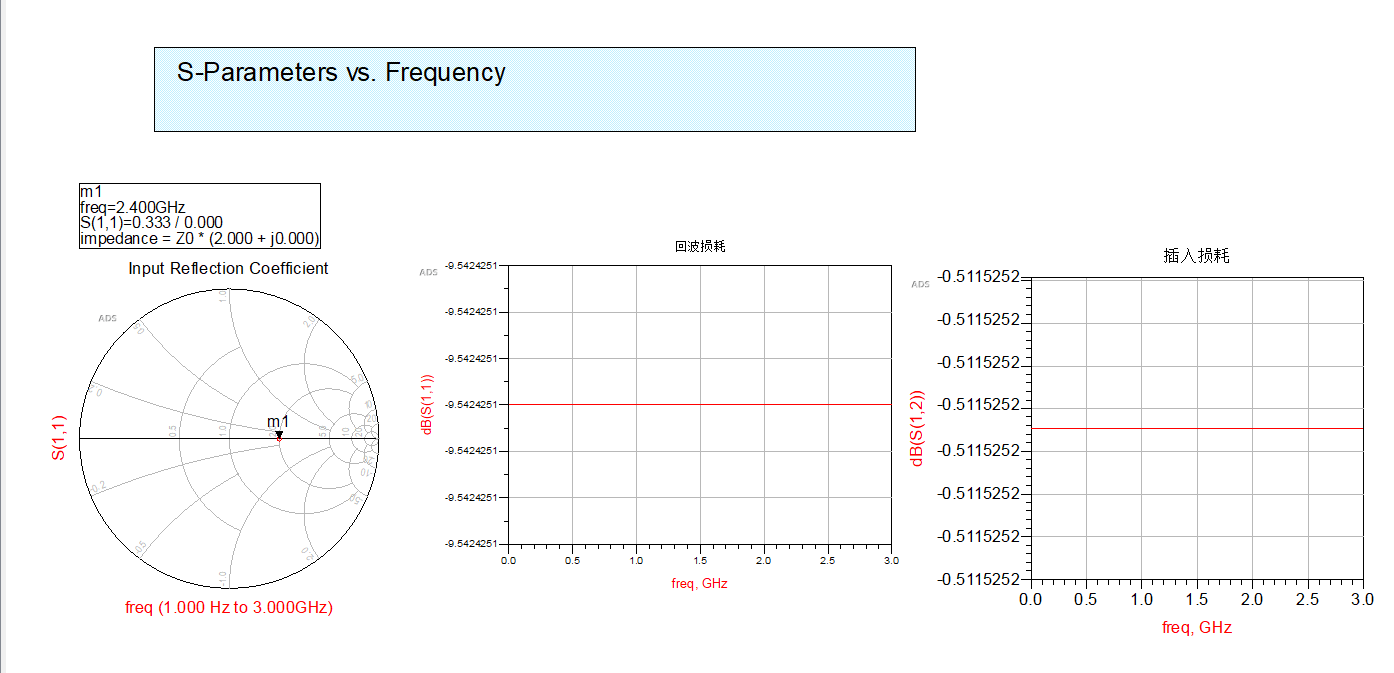 S-Parameters vs. Frequency
m1
freq=2.400GHz
S(1,1)=0.333 / 0.000
impedance = Z0 * (2.000 + j0.000)
Input Reflection Coefficient
ADS
S(1,1)
m1
freq (1.000 Hz to 3.000GHz)
回波损耗
ADS
dB(S(1,1))
-9.5424251
-9.5424251
-9.5424251
-9.5424251
-9.5424251
-9.5424251
-9.5424251
0.0 0.5 1.0 1.5 2.0 2.5 3.0
freq, GHz
插入损耗
ADS
dB(S(1,2))
-0.5115252
-0.5115252
-0.5115252
-0.5115252
-0.5115252
-0.5115252
-0.5115252
-0.5115252
0.0 0.5 1.0 1.5 2.0 2.5 3.0
freq, GHz